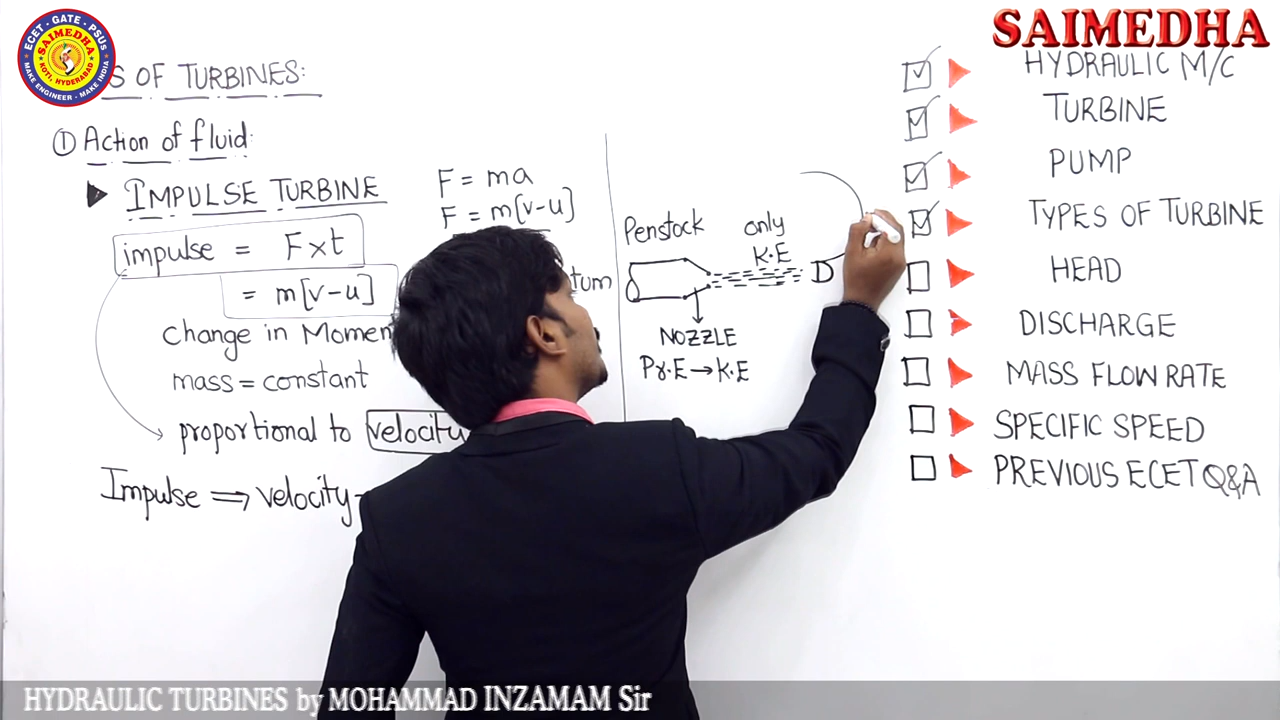 ECET · GATE · PSUS
SAIMEDHA
KOTI, HYDERABAD
MAKE ENGINEER · MAKE INDIA
SAIMEDHA
S OF TURBINES:
① Action of fluid:
IMPULSE TURBINE
impulse = F×t
= m[v-u]
change in Momen
mass = constant
proportional to velocity
Impulse ⇒ velocity
F = ma
F = m[v-u]
tum
Penstock
only
K.E
D
NOZZLE
Pr.E → K.E
HYDRAULIC M/C
TURBINE
PUMP
TYPES OF TURBINE
HEAD
DISCHARGE
MASS FLOW RATE
SPECIFIC SPEED
PREVIOUS ECET Q&A
HYDRAULIC TURBINES by MOHAMMAD INZAMAM Sir